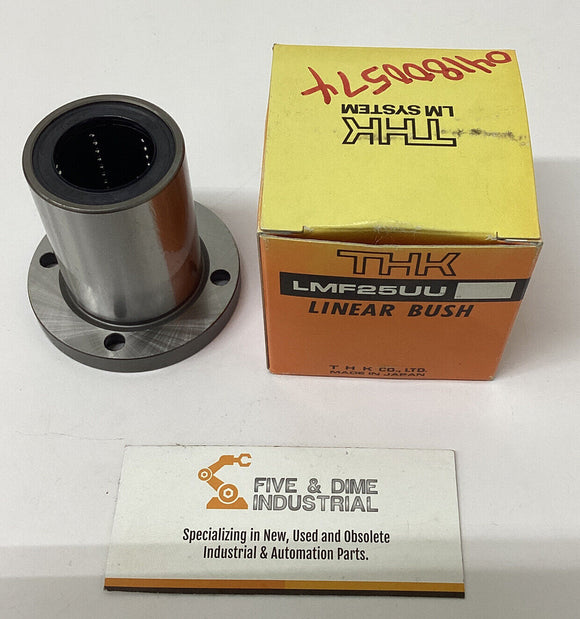 041800574
THK
LM SYSTEM
THK
LMF25UU
LINEAR BUSH
T H K CO., LTD.
MADE IN JAPAN
FIVE & DIME
INDUSTRIAL
Specializing in New, Used and Obsolete
Industrial & Automation Parts.